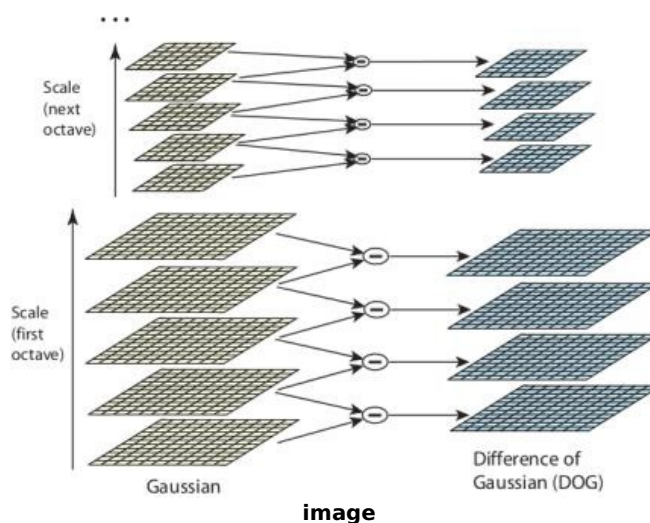 ...
Scale
(next
octave)
Scale
(first
octave)
Gaussian
Difference of
Gaussian (DOG)
image